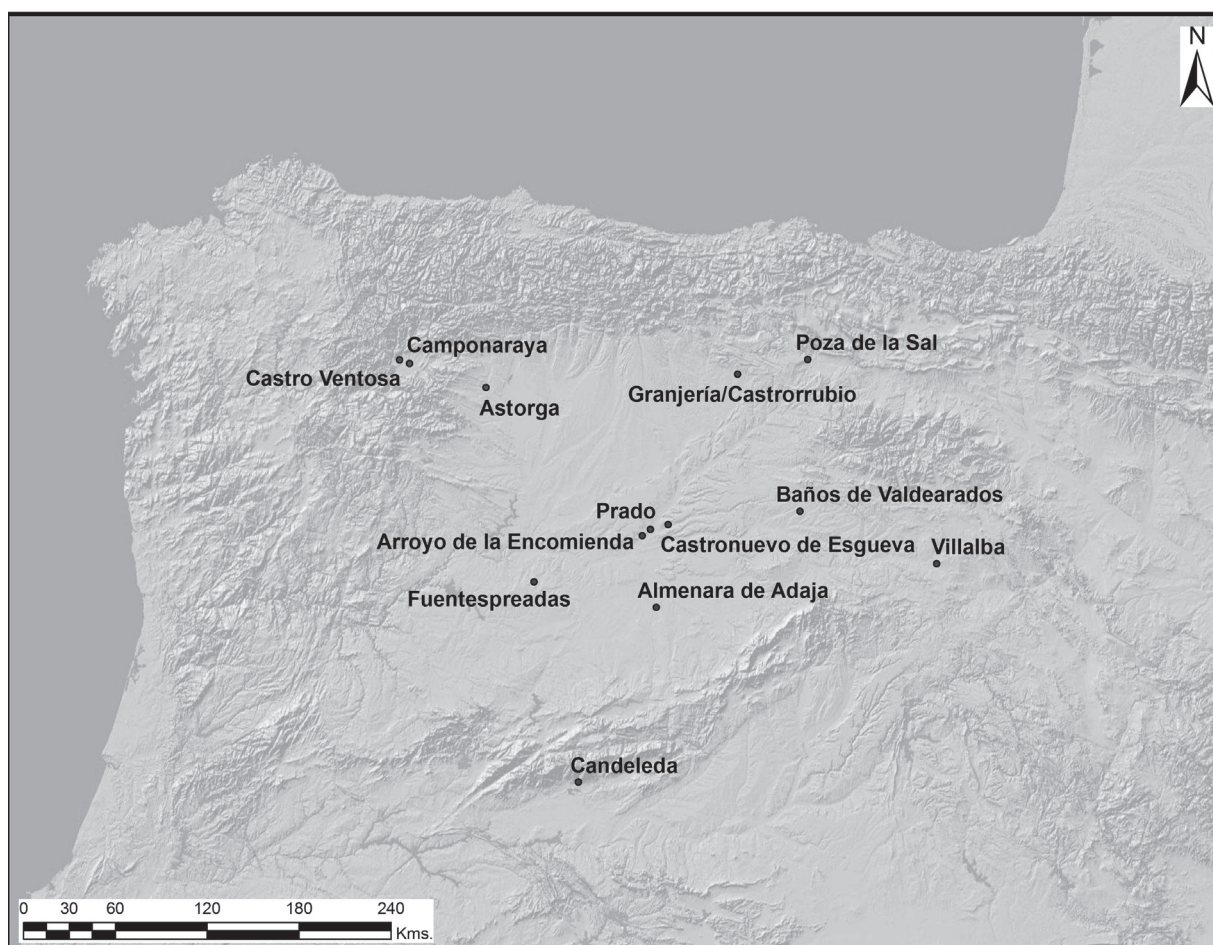 N
Camponaraya
Poza de la Sal
Castro Ventosa
Granjería/Castrorrubio
Astorga
Baños de Valdearados
Prado
Arroyo de la Encomienda
Castronuevo de Esgueva
Villalba
Fuentespreadas
Almenara de Adaja
Candeleda
0 30 60 120 180 240
Kms.